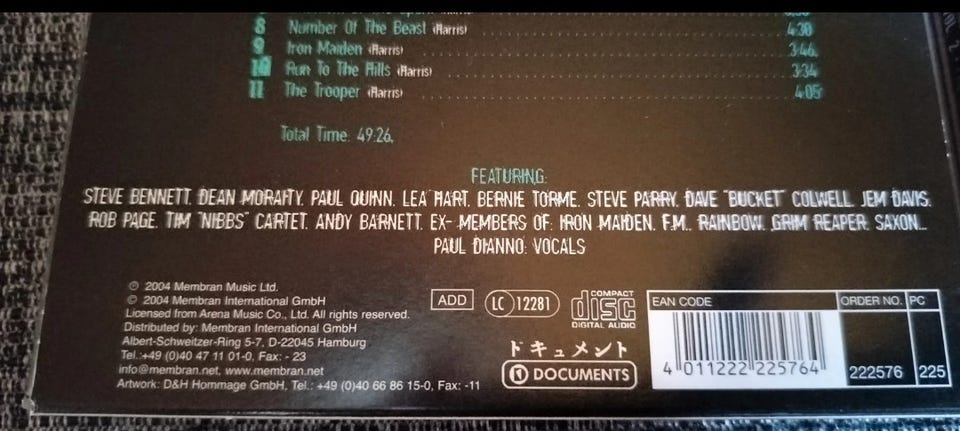 8 Number Of The Beast (Harris) 4:30
9 Iron Maiden (Harris) 3:46
10 Run To The Hills (Harris) 3:34
11 The Trooper (Harris) 4:05
Total Time. 49:26,
FEATURING:
STEVE BENNETT, DEAN MORAHTY, PAUL QUINN, LEA HART, BERNIE TORME, STEVE PARRY, DAVE "BUCKET" COLWELL, JEM DAVIS,
ROB PAGE, TIM "NIBBS" CARTET, ANDY BARNETT, EX- MEMBERS OF: IRON MAIDEN, F.M., RAINBOW, GRIM REAPER, SAXON...
PAUL DIANNO: VOCALS
℗ 2004 Membran Music Ltd.
© 2004 Membran International GmbH
Licensed from Arena Music Co., Ltd. All rights reserved.
Distributed by: Membran International GmbH
Albert-Schweitzer-Ring 5-7, D-22045 Hamburg
Tel.:+49 (0)40 47 11 01-0, Fax: - 23
info@membran.net, www.membran.net
Artwork: D&H Hommage GmbH, Tel.: +49 (0)40 66 86 15-0, Fax: -11
ADD
LC 12281
COMPACT
disc
DIGITAL AUDIO
ドキュメント
DOCUMENTS
EAN CODE
4 011222 225764
ORDER NO.
222576
PC
225